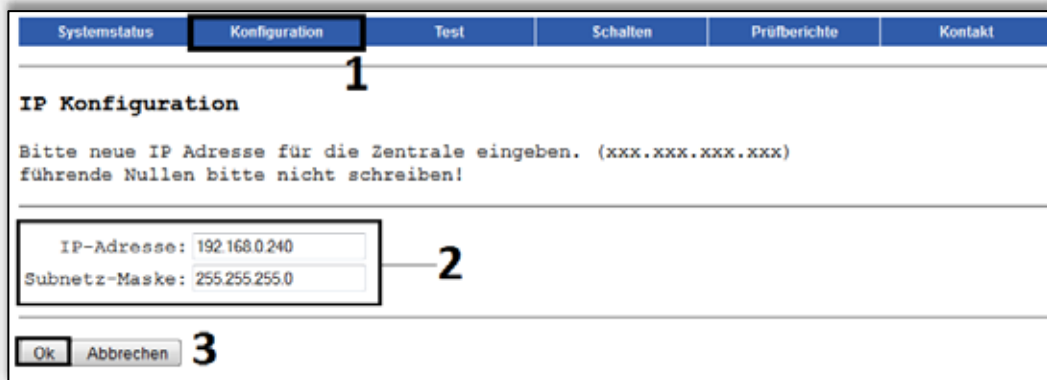 Systemstatus Konfiguration Test Schalten Prüfberichte Kontakt
1
IP Konfiguration
Bitte neue IP Adresse für die Zentrale eingeben. (xxx.xxx.xxx.xxx)
führende Nullen bitte nicht schreiben!
IP-Adresse: 192.168.0.240
2
Subnetz-Maske: 255.255.255.0
Ok Abbrechen 3